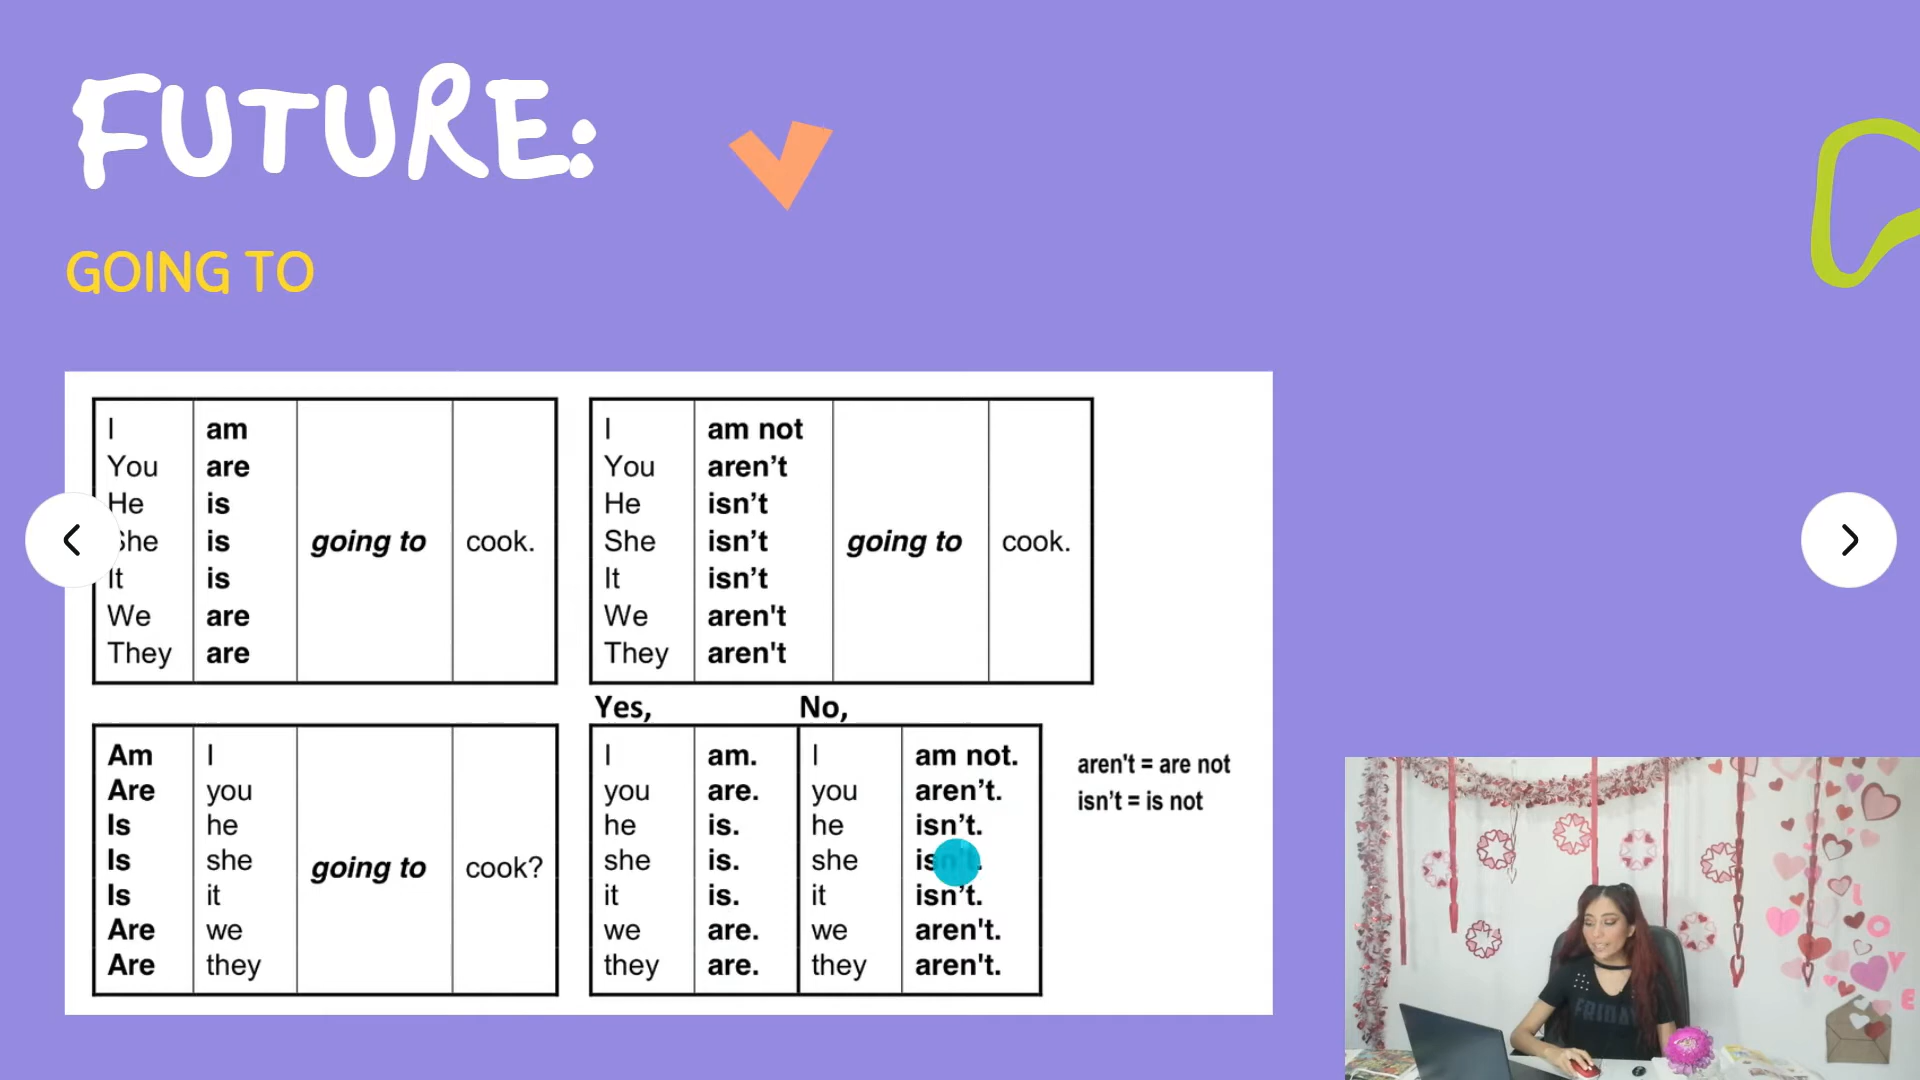 FUTURE:
GOING TO
I am
You are
He is
She is going to cook.
It is
We are
They are
I am not
You aren’t
He isn’t
She isn’t going to cook.
It isn’t
We aren't
They aren't
Am I
Are you
Is he
Is she going to cook?
Is it
Are we
Are they
Yes, No,
I am. I am not.
you are. you aren’t.
he is. he isn’t.
she is. she isn’t.
it is. it isn’t.
we are. we aren't.
they are. they aren't.
aren't = are not
isn’t = is not
FRIDAY
L
O
V
E